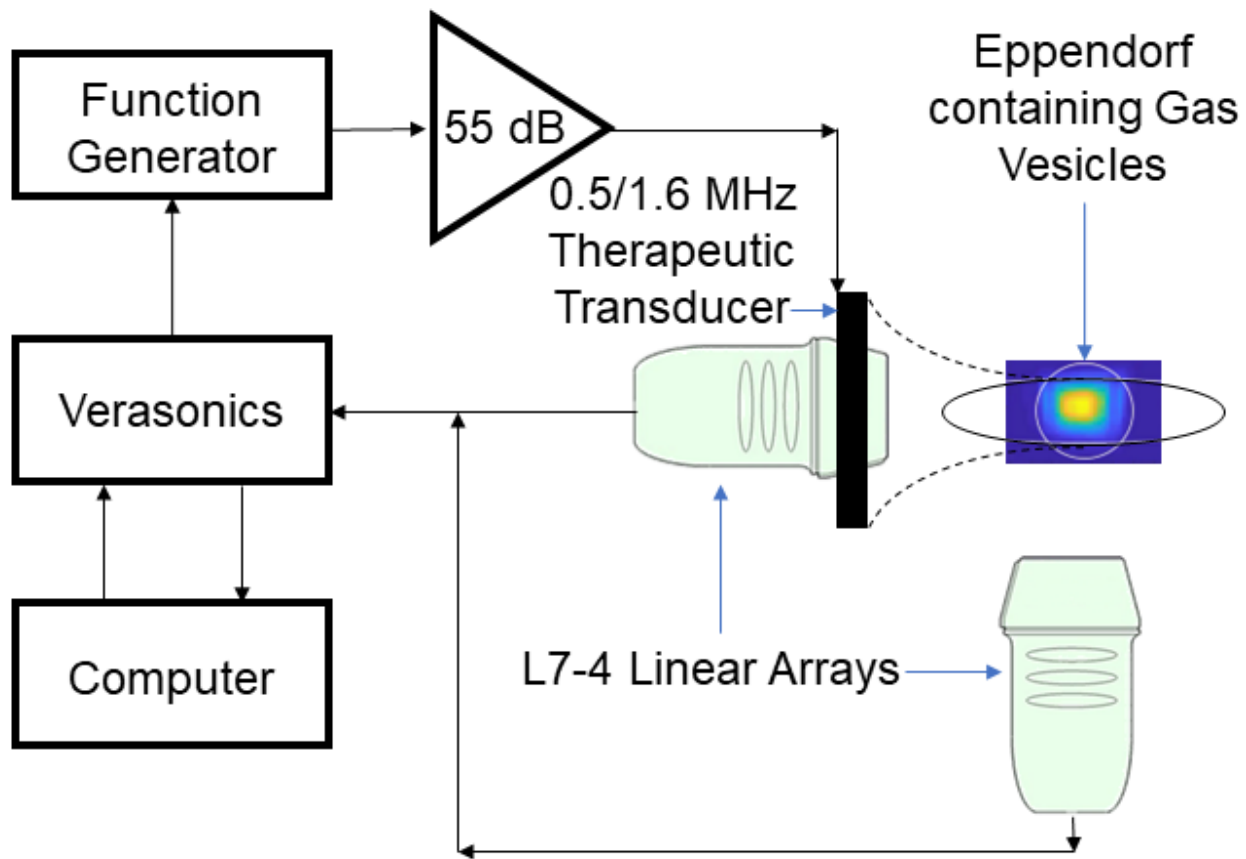 Function
Generator
55 dB
Eppendorf
containing Gas
Vesicles
0.5/1.6 MHz
Therapeutic
Transducer
Verasonics
L7-4 Linear Arrays
Computer